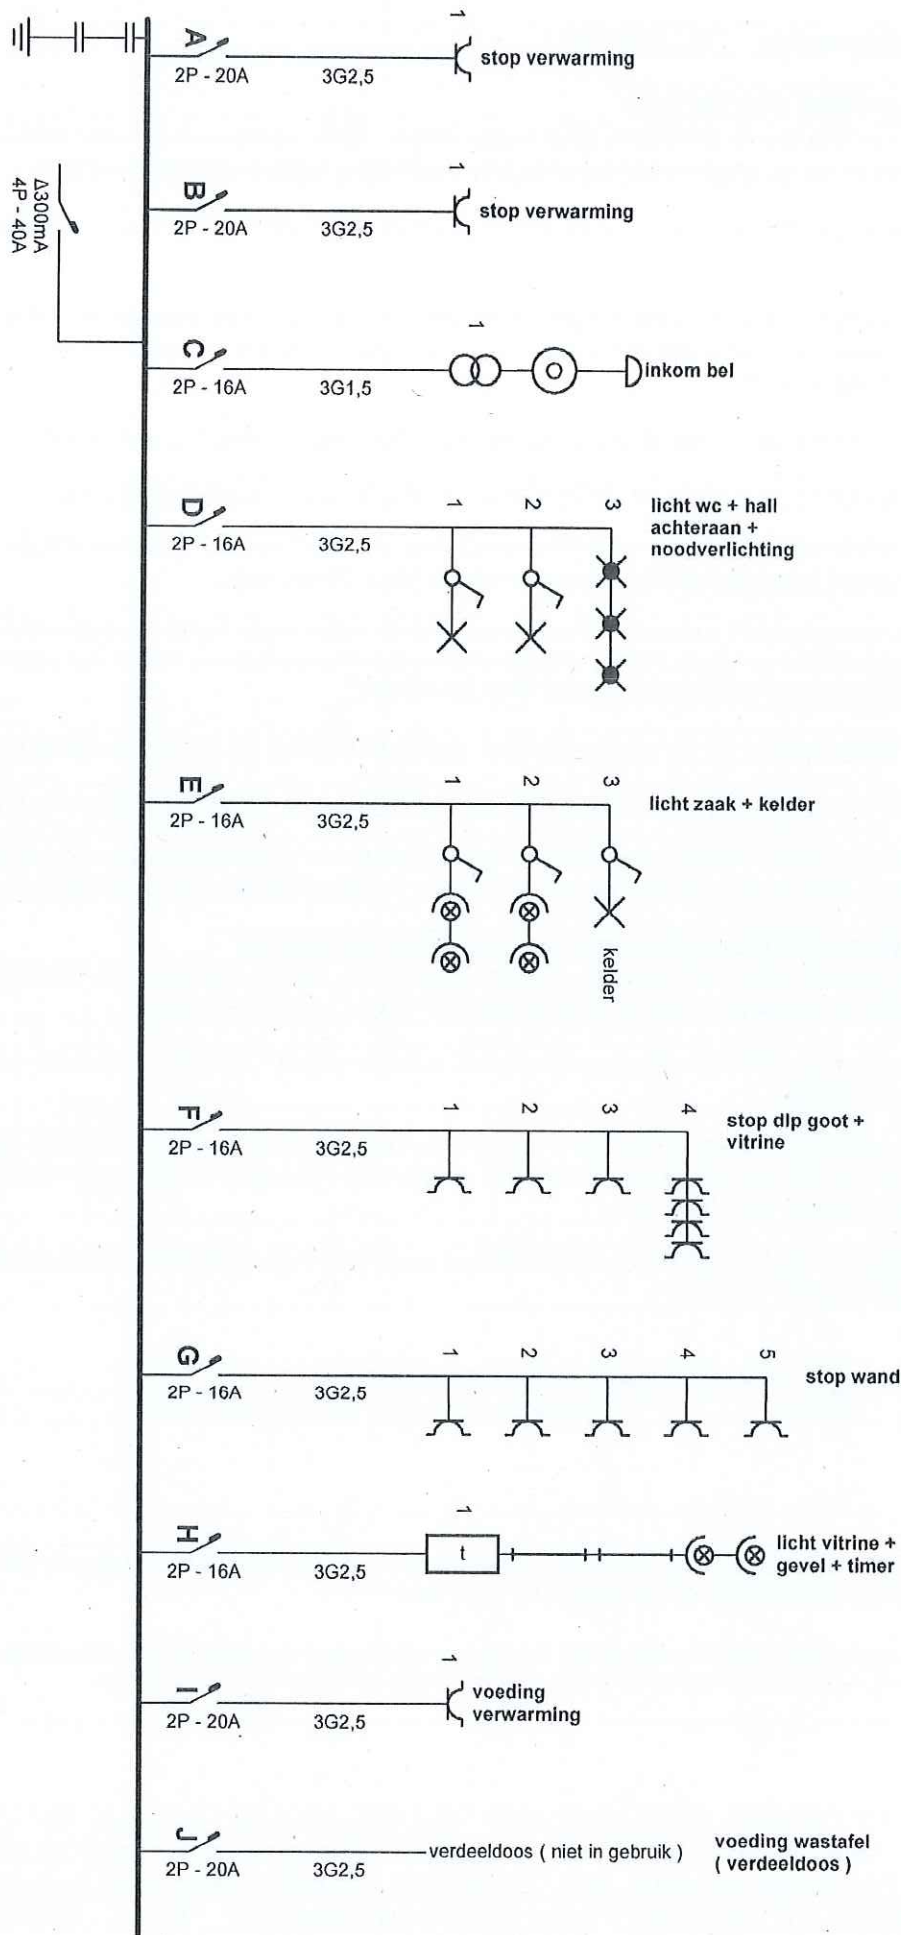 A
2P - 20A
3G2,5
1
stop verwarming
Δ300mA
4P - 40A
B
2P - 20A
3G2,5
1
stop verwarming
C
2P - 16A
3G1,5
1
inkom bel
D
2P - 16A
3G2,5
1 2 3
licht wc + hall
achteraan +
noodverlichting
E
2P - 16A
3G2,5
1 2 3
licht zaak + kelder
kelder
F
2P - 16A
3G2,5
1 2 3 4
stop dlp goot +
vitrine
G
2P - 16A
3G2,5
1 2 3 4 5
stop wand
H
2P - 16A
3G2,5
1
t
licht vitrine +
gevel + timer
I
2P - 20A
3G2,5
1
voeding
verwarming
J
2P - 20A
3G2,5
verdeeldoos ( niet in gebruik )
voeding wastafel
( verdeeldoos )